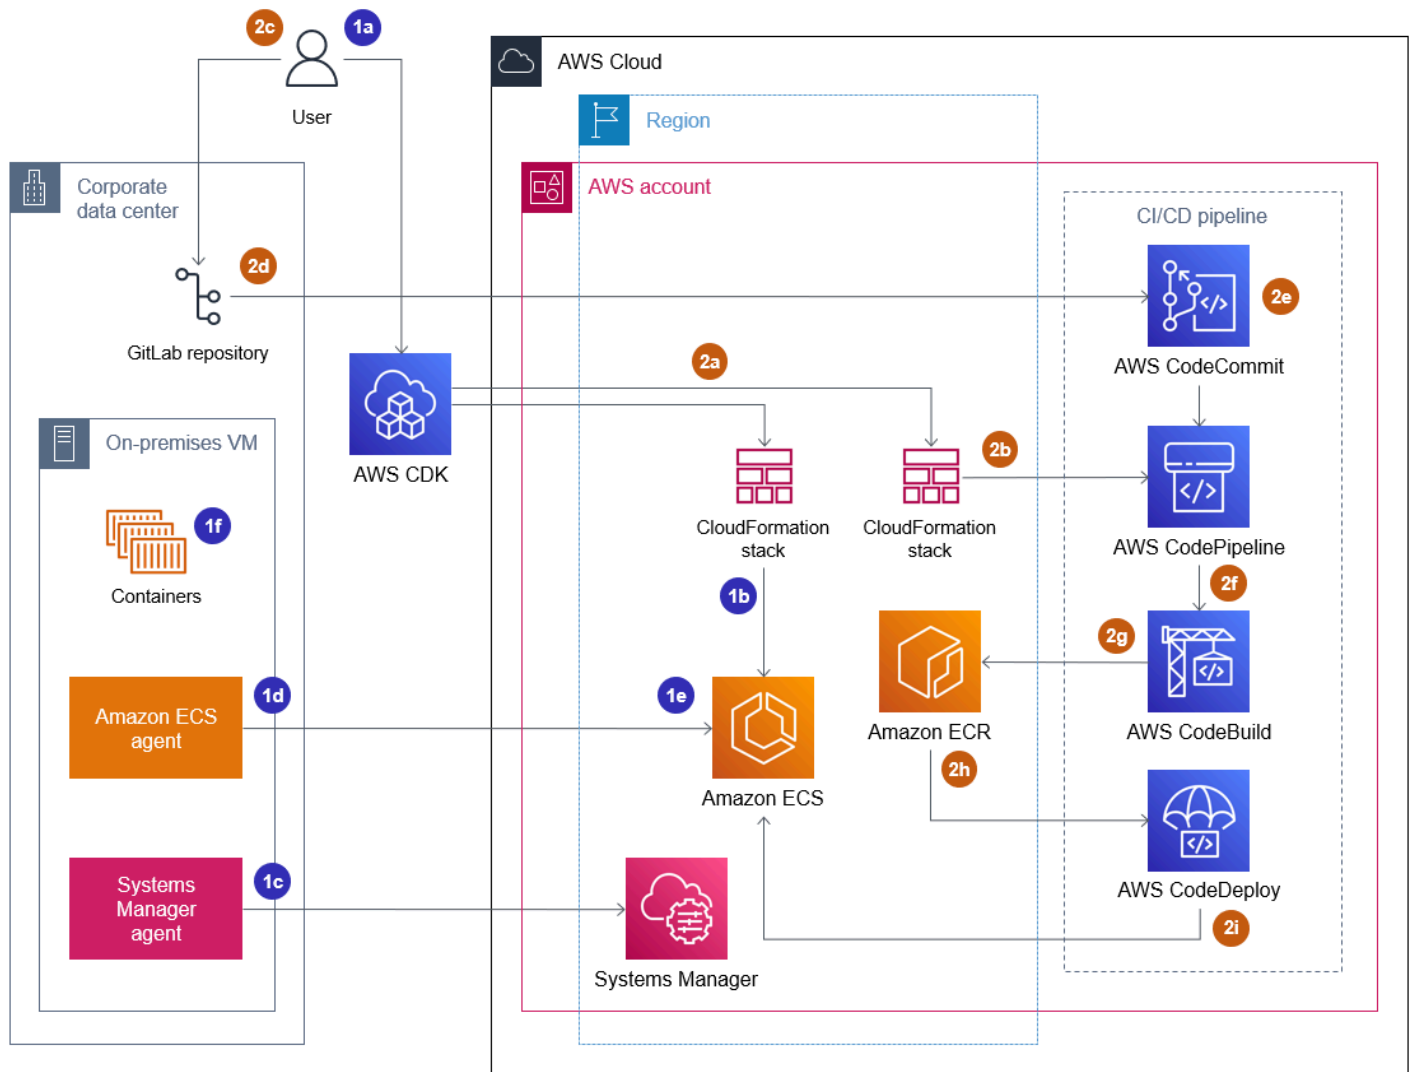 2c
1a
User
AWS Cloud
Region
Corporate
data center
AWS account
CI/CD pipeline
2d
2e
GitLab repository
AWS CodeCommit
2a
On-premises VM
AWS CDK
2b
1f
CloudFormation
stack
CloudFormation
stack
AWS CodePipeline
Containers
1b
2f
2g
1d
1e
Amazon ECS
agent
Amazon ECR
AWS CodeBuild
2h
Amazon ECS
1c
Systems
Manager
agent
AWS CodeDeploy
2i
Systems Manager